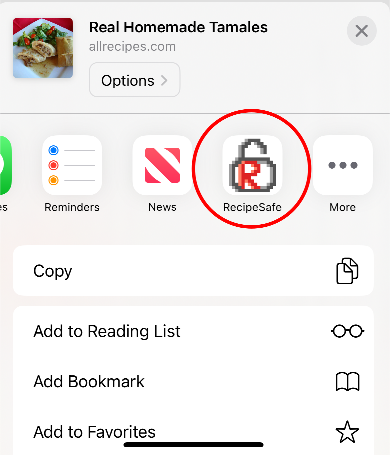 Real Homemade Tamales
allrecipes.com
Options
es
Reminders
News
RecipeSafe
More
R
Copy
Add to Reading List
Add Bookmark
Add to Favorites